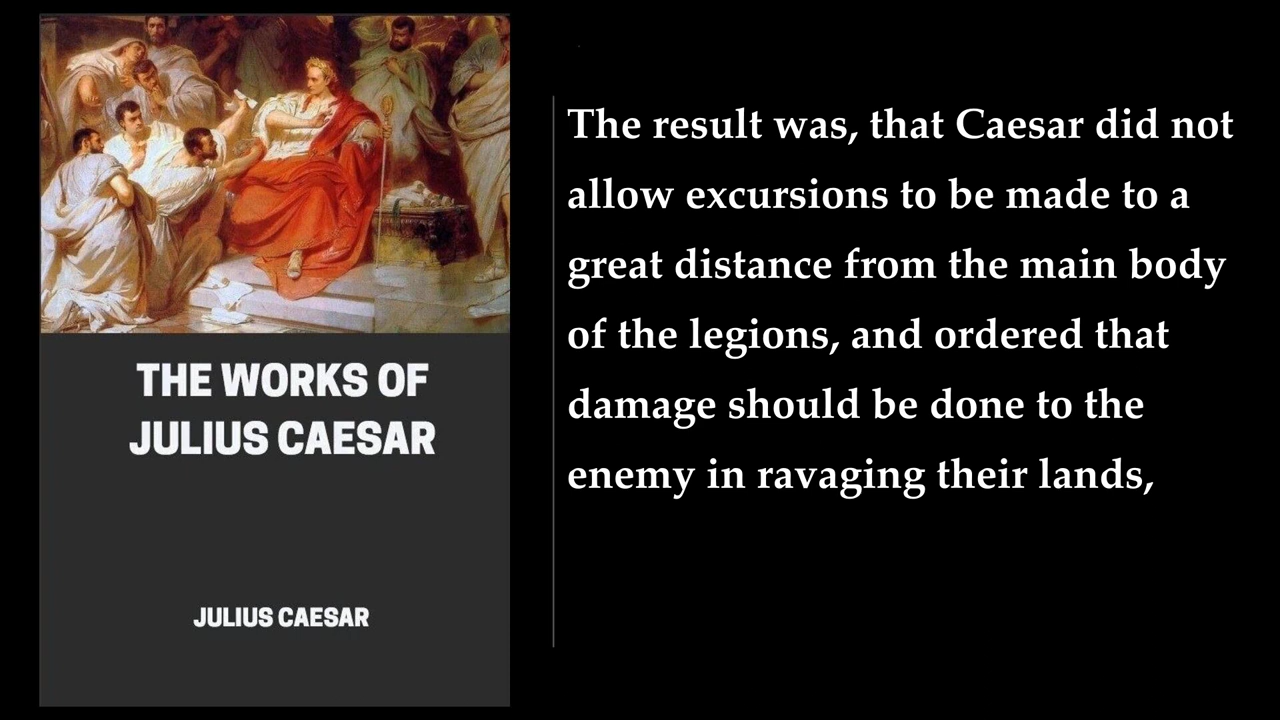 THE WORKS OF
JULIUS CAESAR
JULIUS CAESAR
The result was, that Caesar did not
allow excursions to be made to a
great distance from the main body
of the legions, and ordered that
damage should be done to the
enemy in ravaging their lands,